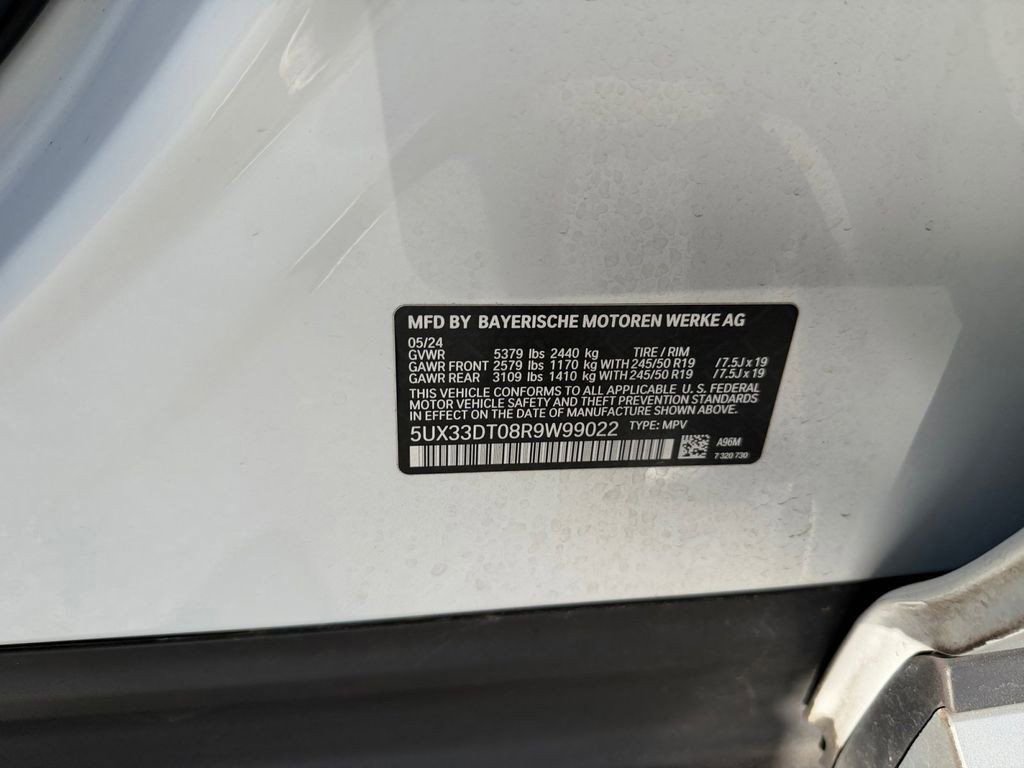 MFD BY BAYERISCHE MOTOREN WERKE AG
05/24
GVWR 5379 lbs 2440 kg TIRE / RIM
GAWR FRONT 2579 lbs 1170 kg WITH 245/50 R19 /7.5J x 19
GAWR REAR 3109 lbs 1410 kg WITH 245/50 R19 /7.5J x 19
THIS VEHICLE CONFORMS TO ALL APPLICABLE U.S. FEDERAL
MOTOR VEHICLE SAFETY AND THEFT PREVENTION STANDARDS
IN EFFECT ON THE DATE OF MANUFACTURE SHOWN ABOVE.
5UX33DT08R9W99022 TYPE: MPV
A96M
7 320 730